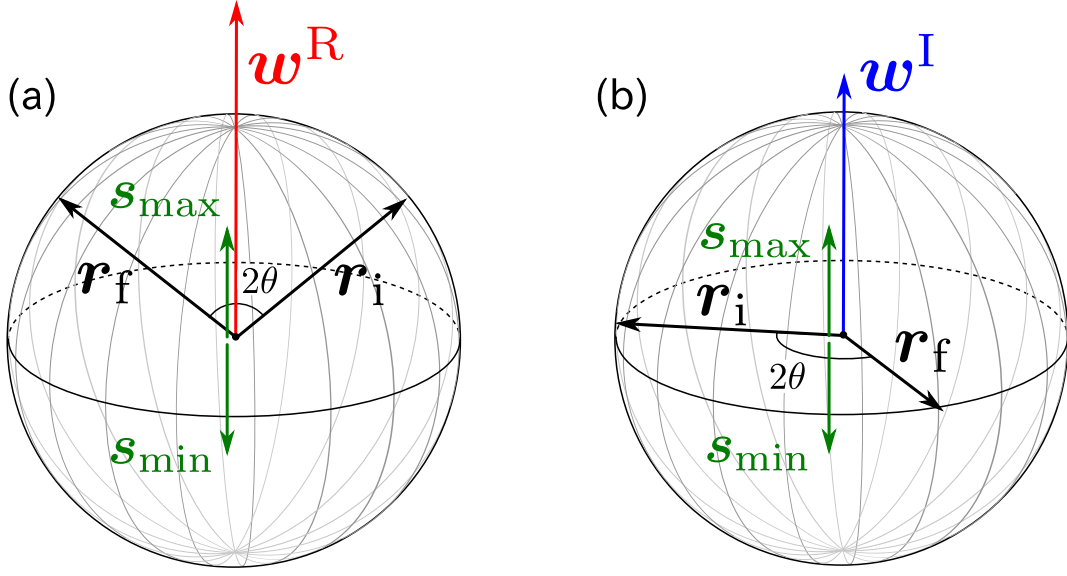 (a)
w^R
s_max
r_f
2θ
r_i
s_min
(b)
w^I
s_max
r_i
r_f
2θ
s_min